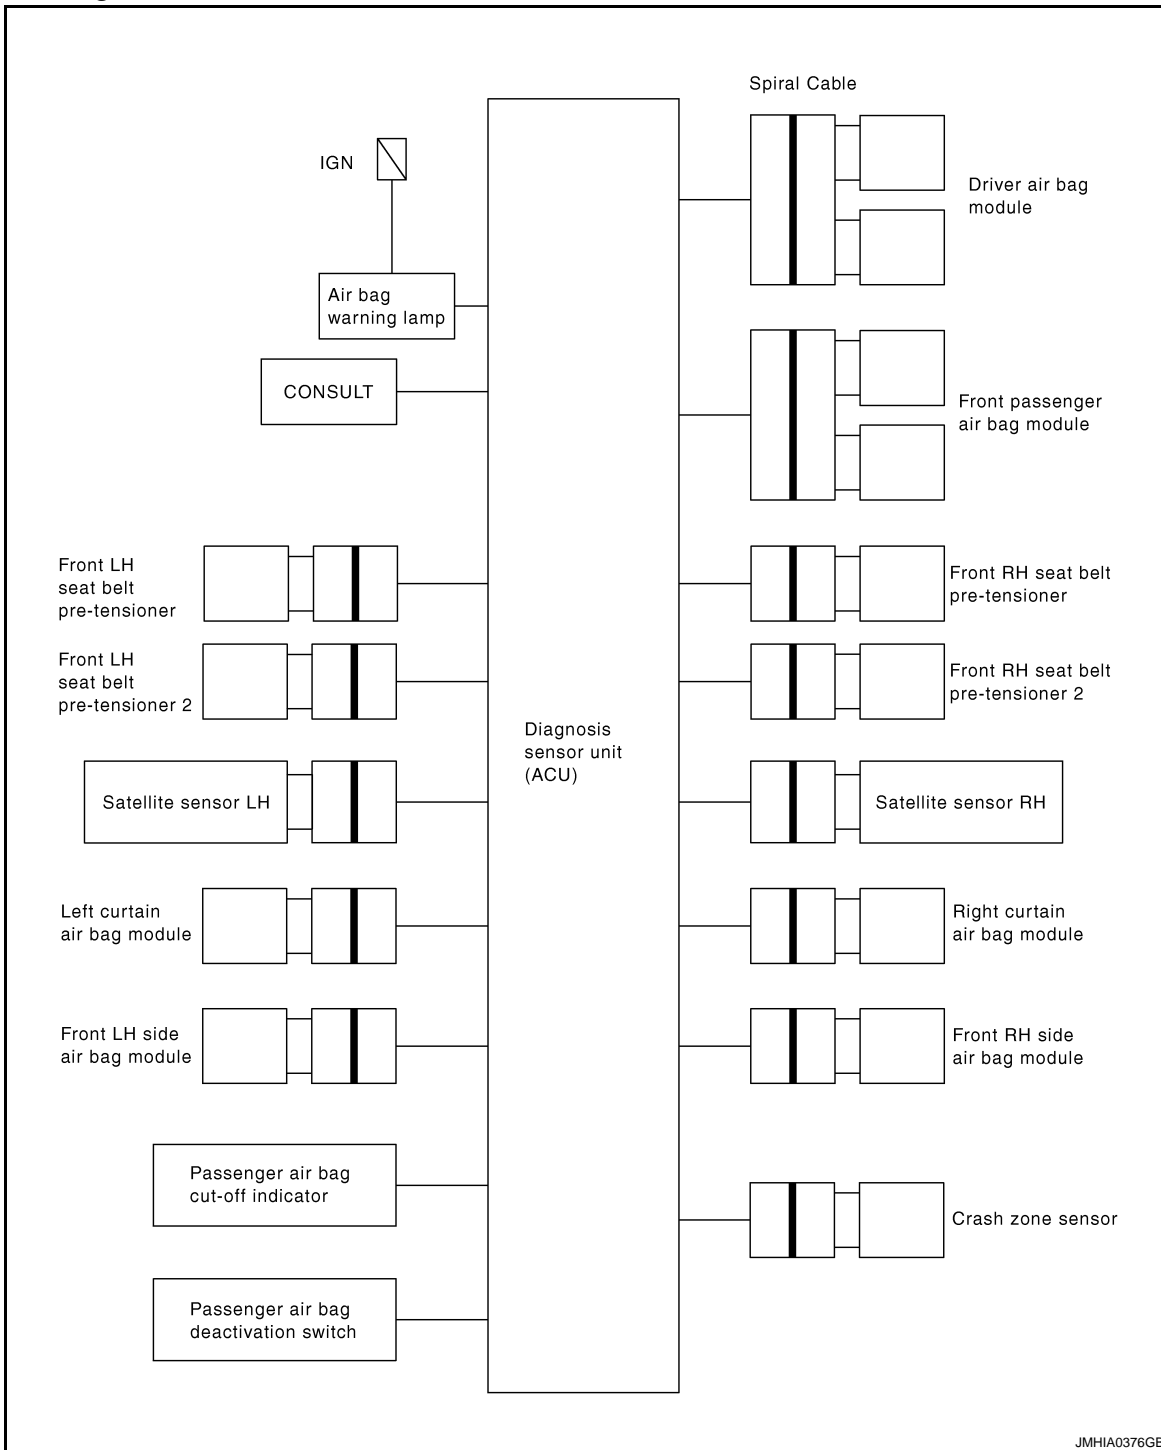 Spiral Cable
IGN
Driver air bag
module
Air bag
warning lamp
CONSULT
Front passenger
air bag module
Front LH
seat belt
pre-tensioner
Front RH seat belt
pre-tensioner
Front LH
seat belt
pre-tensioner 2
Front RH seat belt
pre-tensioner 2
Diagnosis
sensor unit
(ACU)
Satellite sensor LH
Satellite sensor RH
Left curtain
air bag module
Right curtain
air bag module
Front LH side
air bag module
Front RH side
air bag module
Passenger air bag
cut-off indicator
Crash zone sensor
Passenger air bag
deactivation switch